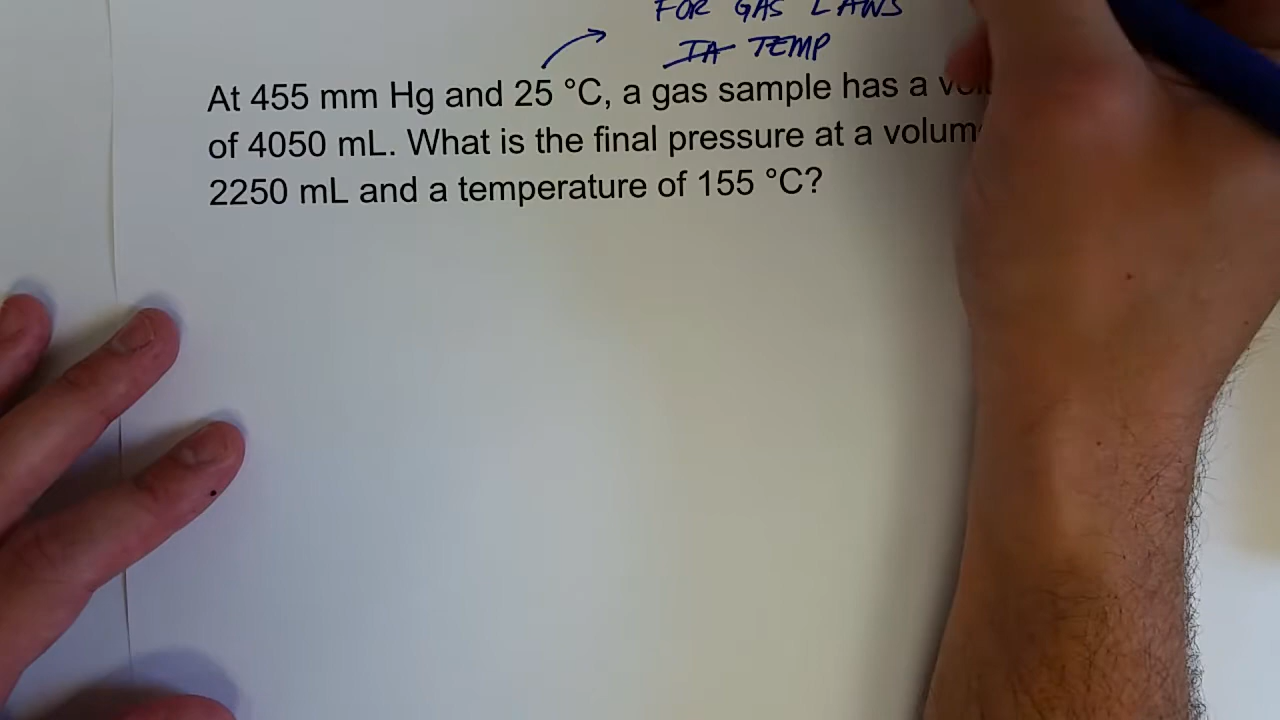 FOR GAS LAWS
TEMP
At 455 mm Hg and 25 °C, a gas sample has a
of 4050 mL. What is the final pressure at a
2250 mL and a temperature of 155 °C?